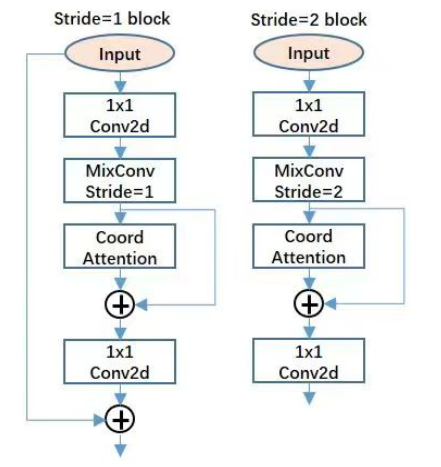 Stride=1 block
Input
1x1
Conv2d
MixConv
Stride=1
Coord
Attention
+
1x1
Conv2d
+
Stride=2 block
Input
1x1
Conv2d
MixConv
Stride=2
Coord
Attention
+
1x1
Conv2d